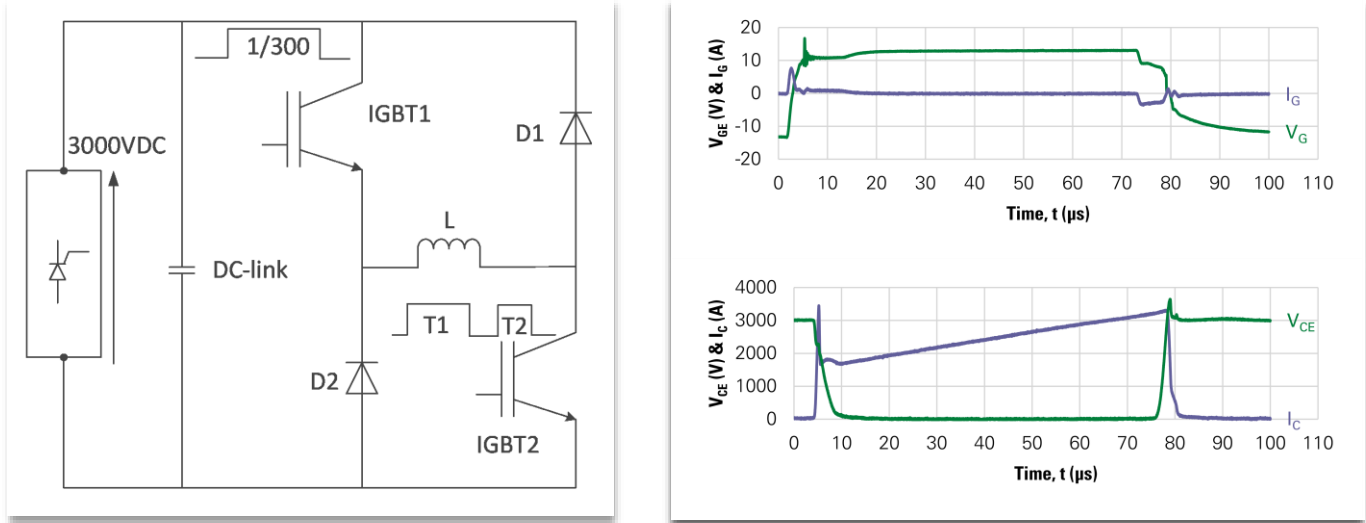 1/300
IGBT1
D1
3000VDC
L
DC-link
T1 T2
D2
IGBT2
20
10
0
-10
-20
V_GE (V) & I_G (A)
I_G
V_G
0 10 20 30 40 50 60 70 80 90 100 110
Time, t (µs)
4000
3000
2000
1000
0
V_CE (V) & I_C (A)
V_CE
I_C
0 10 20 30 40 50 60 70 80 90 100 110
Time, t (µs)